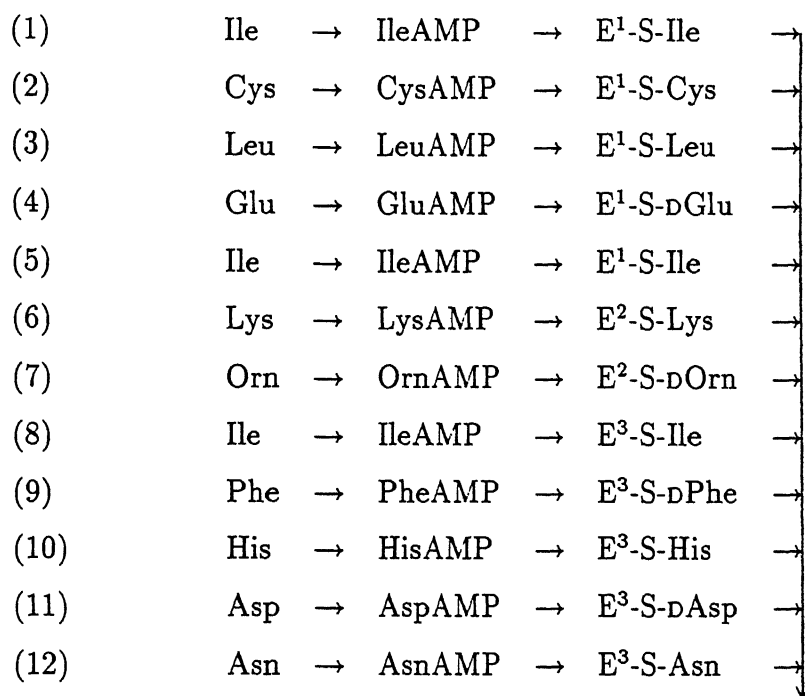 (1) Ile → IleAMP → E¹-S-Ile →
(2) Cys → CysAMP → E¹-S-Cys →
(3) Leu → LeuAMP → E¹-S-Leu →
(4) Glu → GluAMP → E¹-S-DGlu →
(5) Ile → IleAMP → E¹-S-Ile →
(6) Lys → LysAMP → E²-S-Lys →
(7) Orn → OrnAMP → E²-S-DOrn →
(8) Ile → IleAMP → E³-S-Ile →
(9) Phe → PheAMP → E³-S-DPhe →
(10) His → HisAMP → E³-S-His →
(11) Asp → AspAMP → E³-S-DAsp →
(12) Asn → AsnAMP → E³-S-Asn →